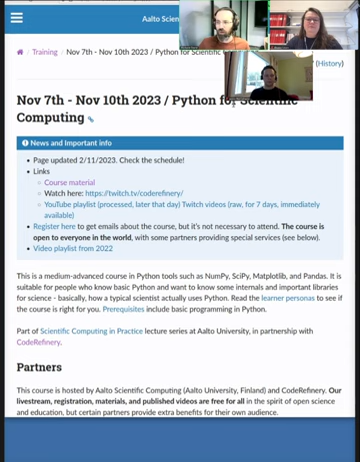 Aalto Scien
Training / Nov 7th - Nov 10th 2023 / Python for Scientific
(History)
Nov 7th - Nov 10th 2023 / Python for Scientific
Computing
News and Important info
Page updated 2/11/2023. Check the schedule!
Links
Course material
Watch here: https://twitch.tv/coderefinery/
YouTube playlist (processed, later that day) Twitch videos (raw, for 7 days, immediately
available)
Register here to get emails about the course, but it's not necessary to attend. The course is
open to everyone in the world, with some partners providing special services (see below).
Video playlist from 2022
This is a medium-advanced course in Python tools such as NumPy, SciPy, Matplotlib, and Pandas. It is
suitable for people who know basic Python and want to know some internals and important libraries
for science - basically, how a typical scientist actually uses Python. Read the learner personas to see if
the course is right for you. Prerequisites include basic programming in Python.
Part of Scientific Computing in Practice lecture series at Aalto University, in partnership with
CodeRefinery.
Partners
This course is hosted by Aalto Scientific Computing (Aalto University, Finland) and CodeRefinery. Our
livestream, registration, materials, and published videos are free for all in the spirit of open science
and education, but certain partners provide extra benefits for their own audience.